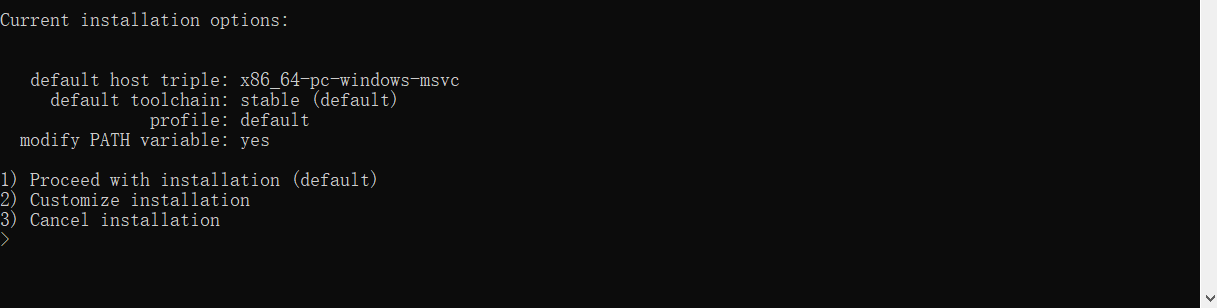 Current installation options:
default host triple: x86_64-pc-windows-msvc
default toolchain: stable (default)
profile: default
modify PATH variable: yes
1) Proceed with installation (default)
2) Customize installation
3) Cancel installation
>